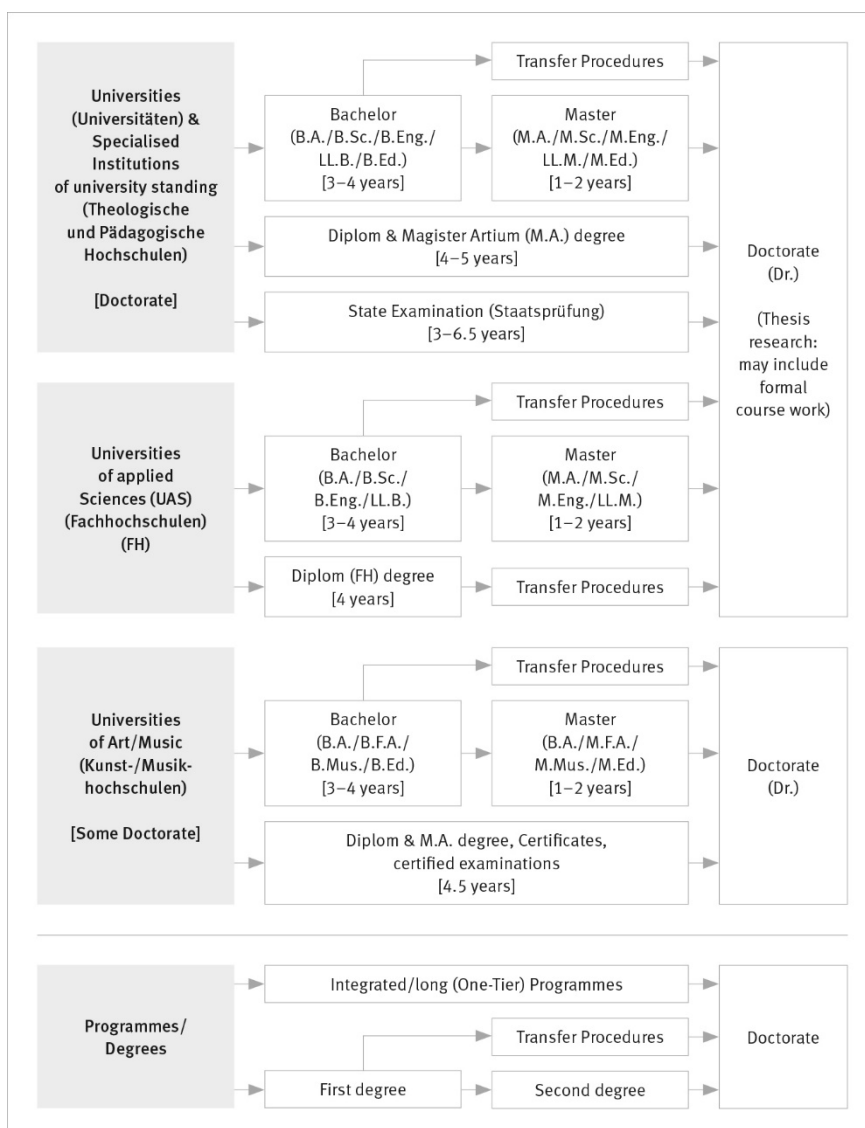 Transfer Procedures
Universities
(Universitäten) &
Specialised
Institutions
of university standing
(Theologische
und Pädagogische
Hochschulen)
[Doctorate]
Bachelor
(B.A./B.Sc./B.Eng./
LL.B./B.Ed.)
[3–4 years]
Master
(M.A./M.Sc./M.Eng./
LL.M./M.Ed.)
[1–2 years]
Diplom & Magister Artium (M.A.) degree
[4–5 years]
State Examination (Staatsprüfung)
[3–6.5 years]
Doctorate
(Dr.)
(Thesis
research:
may include
formal
course work)
Transfer Procedures
Universities
of applied
Sciences (UAS)
(Fachhochschulen)
(FH)
Bachelor
(B.A./B.Sc./
B.Eng./LL.B.)
[3–4 years]
Master
(M.A./M.Sc./
M.Eng./LL.M.)
[1–2 years]
Diplom (FH) degree
[4 years]
Transfer Procedures
Transfer Procedures
Universities
of Art/Music
(Kunst-/Musik-
hochschulen)
[Some Doctorate]
Bachelor
(B.A./B.F.A./
B.Mus./B.Ed.)
[3–4 years]
Master
(B.A./M.F.A./
M.Mus./M.Ed.)
[1–2 years]
Diplom & M.A. degree, Certificates,
certified examinations
[4.5 years]
Doctorate
(Dr.)
Programmes/
Degrees
Integrated/long (One-Tier) Programmes
Transfer Procedures
First degree
Second degree
Doctorate